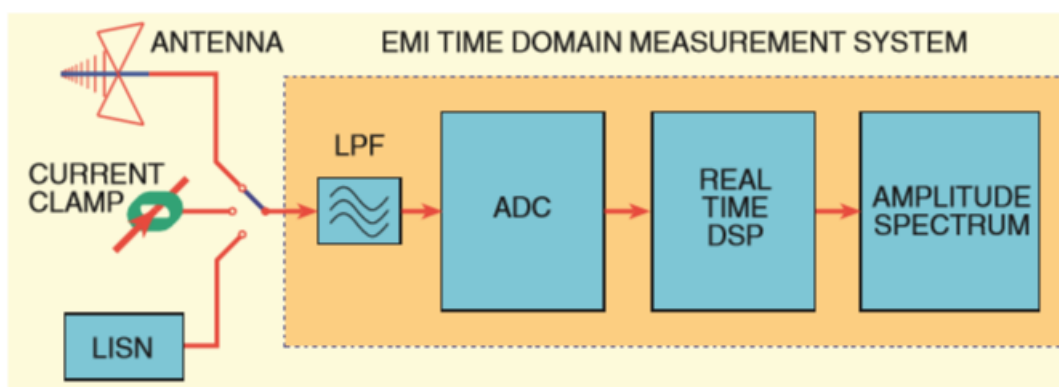 ANTENNA
EMI TIME DOMAIN MEASUREMENT SYSTEM
CURRENT
CLAMP
LISN
LPF
ADC
REAL
TIME
DSP
AMPLITUDE
SPECTRUM